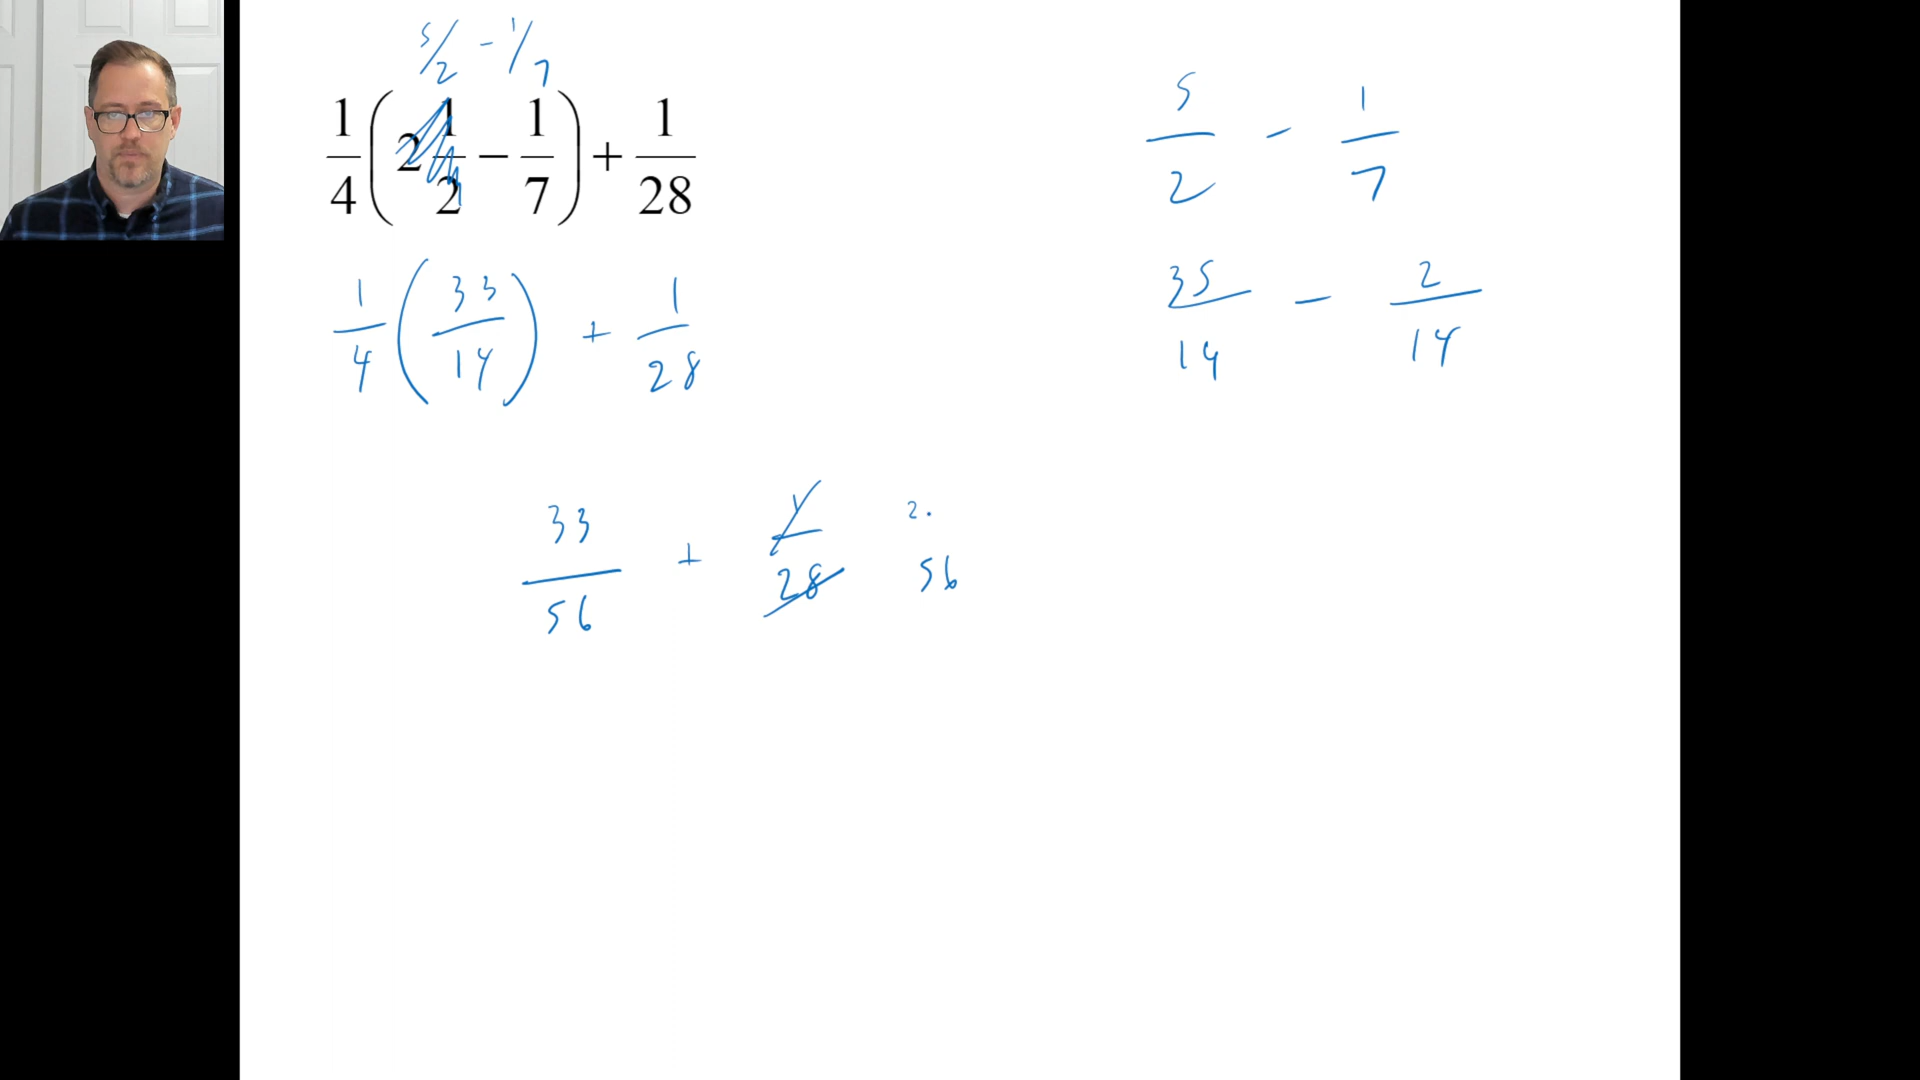 5/2 - 1/7
1/4 (2 1/2 - 1/7) + 1/28
1/4 (33/14) + 1/28
33/56 + 1/28 2. 56
5/2 - 1/7
35/14 - 2/14